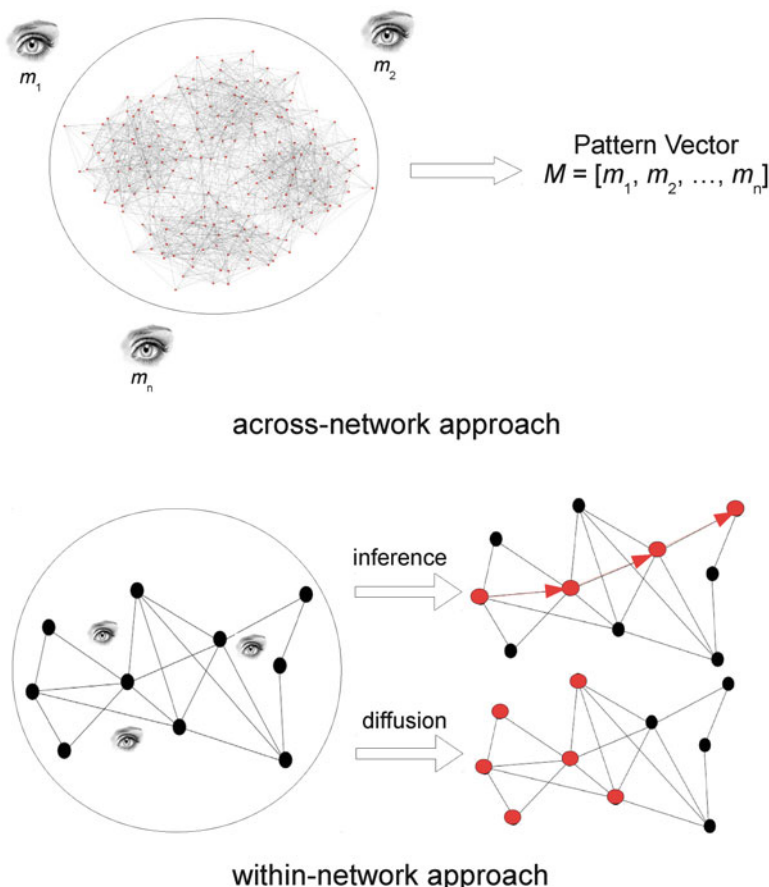 m1
m2
Pattern Vector
M = [m1, m2, ..., mn]
mn
across-network approach
inference
diffusion
within-network approach